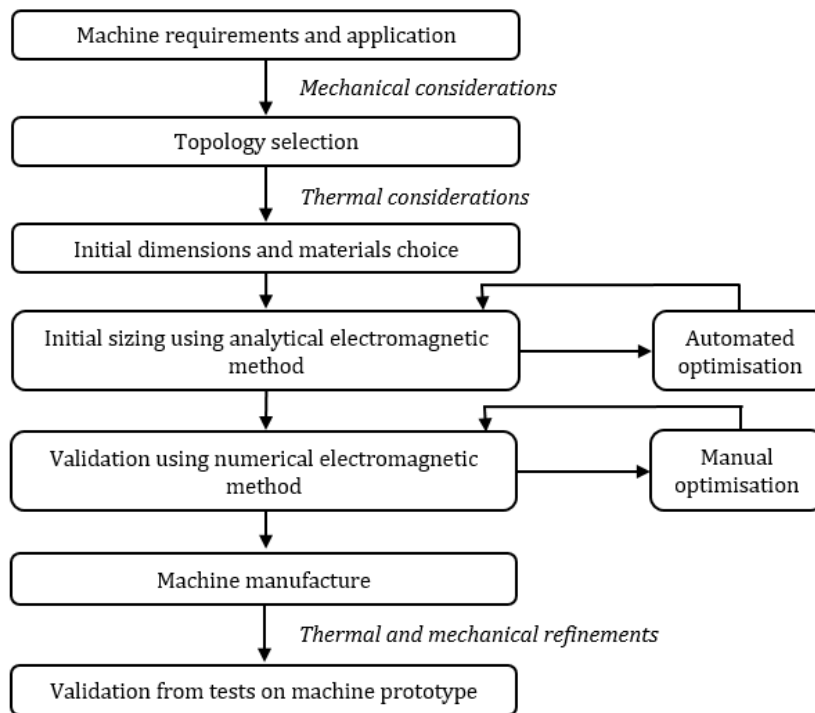 Machine requirements and application
Mechanical considerations
Topology selection
Thermal considerations
Initial dimensions and materials choice
Initial sizing using analytical electromagnetic
method
Automated
optimisation
Validation using numerical electromagnetic
method
Manual
optimisation
Machine manufacture
Thermal and mechanical refinements
Validation from tests on machine prototype